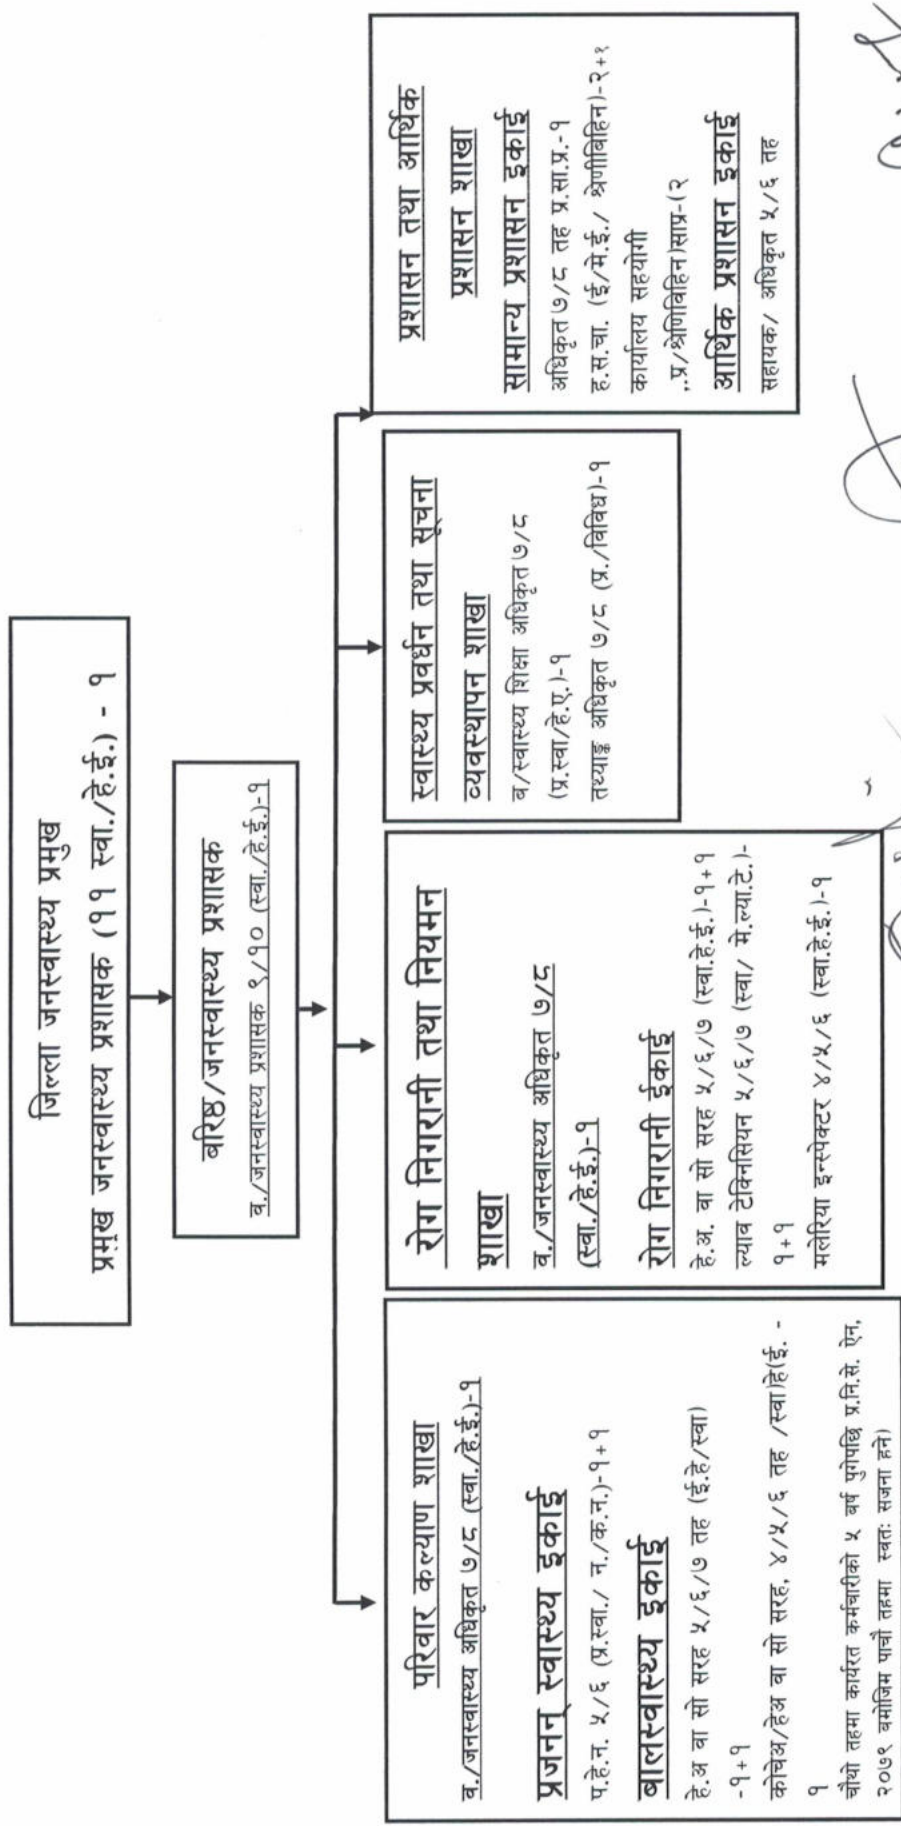 जिल्ला जनस्वास्थ्य प्रमुख
प्रमुख जनस्वास्थ्य प्रशासक (११ स्वा./हे.ई.) - १
बरिष्ठ/जनस्वास्थ्य प्रशासक
ब./जनस्वास्थ्य प्रशासक ९/१० (स्वा./हे.ई.)-१
परिवार कल्याण शाखा
ब./जनस्वास्थ्य अधिकृत ७/८ (स्वा./हे.ई.)-१
प्रजनन् स्वास्थ्य इकाई
प.हे.न. ५/६ (प्र.स्वा./ न./क.न.)-१+१
बालस्वास्थ्य इकाई
हे.अ वा सो सरह ५/६/७ तह (ई.हे/स्वा)
-१+१
कोचेअ/हेअ वा सो सरह, ४/५/६ तह /स्वा)हे(ई. -
१
चौथो तहमा कार्यरत कर्मचारीको ५ बर्ष पुगेपछि प्र.नि.से. ऐन,
२०७९ बमोजिम पाचौ तहमा स्वतः सजना हने)
रोग निगरानी तथा नियमन
शाखा
ब./जनस्वास्थ्य अधिकृत ७/८
(स्वा./हे.ई.)-१
रोग निगरानी ईकाई
हे.अ. वा सो सरह ५/६/७ (स्वा.हे.ई.)-१+१
ल्याब टेक्निसियन ५/६/७ (स्वा/ मे.ल्या.टे.)-
१+१
मलेरिया इन्स्पेक्टर ४/५/६ (स्वा.हे.ई.)-१
स्वास्थ्य प्रवर्धन तथा सूचना
व्यवस्थापन शाखा
ब/स्वास्थ्य शिक्षा अधिकृत ७/८
(प्र.स्वा/हे.ए.)-१
तथ्याङ्क अधिकृत ७/८ (प्र./विविध)-१
प्रशासन तथा आर्थिक
प्रशासन शाखा
सामान्य प्रशासन इकाई
अधिकृत ७/८ तह प्र.सा.प्र.-१
ह.स.चा. (ई/मे.ई./ श्रेणीबिहिन)-२+१
कार्यालय सहयोगी
..प्र/श्रेणिबिहिन)साप्र-(२
आर्थिक प्रशासन इकाई
सहायक/ अधिकृत ५/६ तह